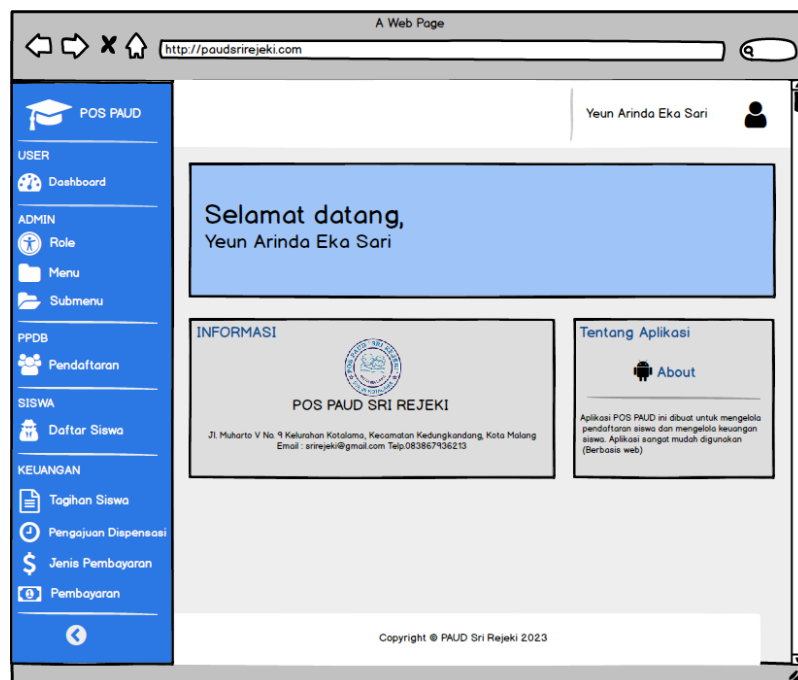 A Web Page
http://paudsrirejeki.com
POS PAUD
Yeun Arinda Eka Sari
USER
Dashboard
ADMIN
Role
Menu
Submenu
PPDB
Pendaftaran
SISWA
Daftar Siswa
KEUANGAN
Tagihan Siswa
Pengajuan Dispensasi
Jenis Pembayaran
Pembayaran
Selamat datang,
Yeun Arinda Eka Sari
INFORMASI
POS PAUD SRI REJEKI
Jl. Muharto V No. 9 Kelurahan Kotalama, Kecamatan Kedungkandang, Kota Malang
Email : srirejeki@gmail.com Telp.083867936213
Tentang Aplikasi
About
Aplikasi POS PAUD ini dibuat untuk mengelola
pendaftaran siswa dan mengelola keuangan
siswa. Aplikasi sangat mudah digunakan
(Berbasis web)
Copyright © PAUD Sri Rejeki 2023